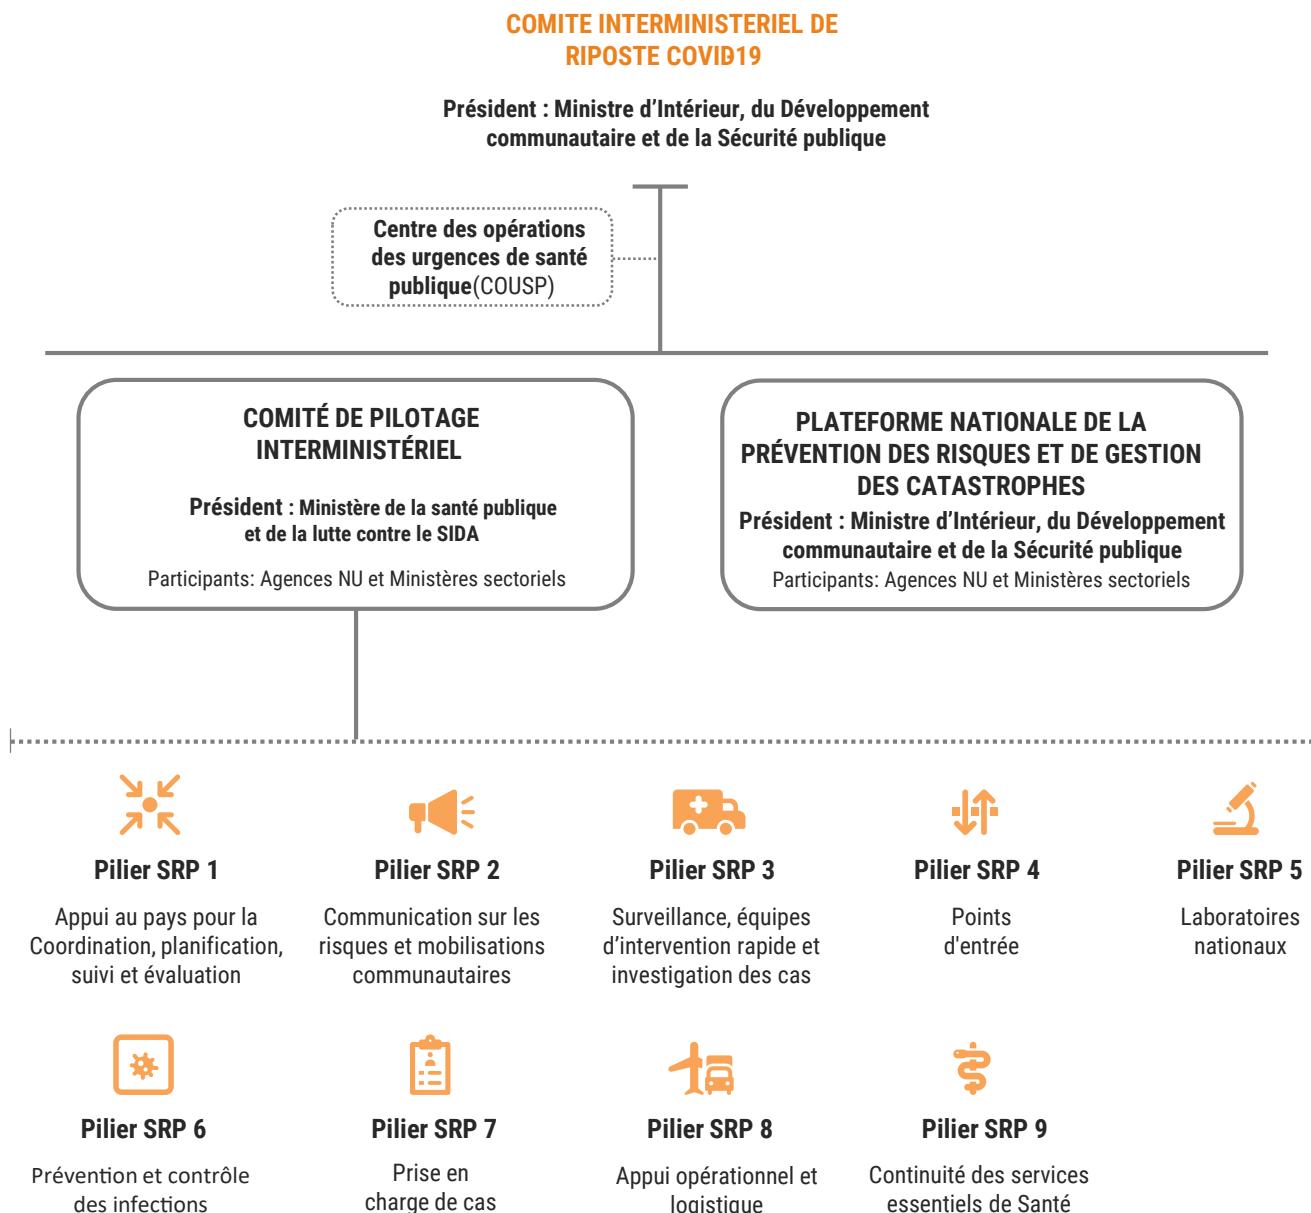 COMITE INTERMINISTERIEL DE
RIPOSTE COVID-19
Président : Ministre d'Intérieur, du Développement
communautaire et de la Sécurité publique
Centre des opérations
des urgences de santé
publique(COUSP)
COMITÉ DE PILOTAGE
INTERMINISTÉRIEL
Président : Ministère de la santé publique
et de la lutte contre le SIDA
Participants: Agences NU et Ministères sectoriels
PLATEFORME NATIONALE DE LA
PRÉVENTION DES RISQUES ET DE GESTION
DES CATASTROPHES
Président : Ministre d'Intérieur, du Développement
communautaire et de la Sécurité publique
Participants: Agences NU et Ministères sectoriels
Pilier SRP 1
Appui au pays pour la
Coordination, planification,
suivi et évaluation
Pilier SRP 2
Communication sur les
risques et mobilisations
communautaires
Pilier SRP 3
Surveillance, équipes
d'intervention rapide et
investigation des cas
Pilier SRP 4
Points
d'entrée
Pilier SRP 5
Laboratoires
nationaux
Pilier SRP 6
Prévention et contrôle
des infections
Pilier SRP 7
Prise en
charge de cas
Pilier SRP 8
Appui opérationnel et
logistique
Pilier SRP 9
Continuité des services
essentiels de Santé